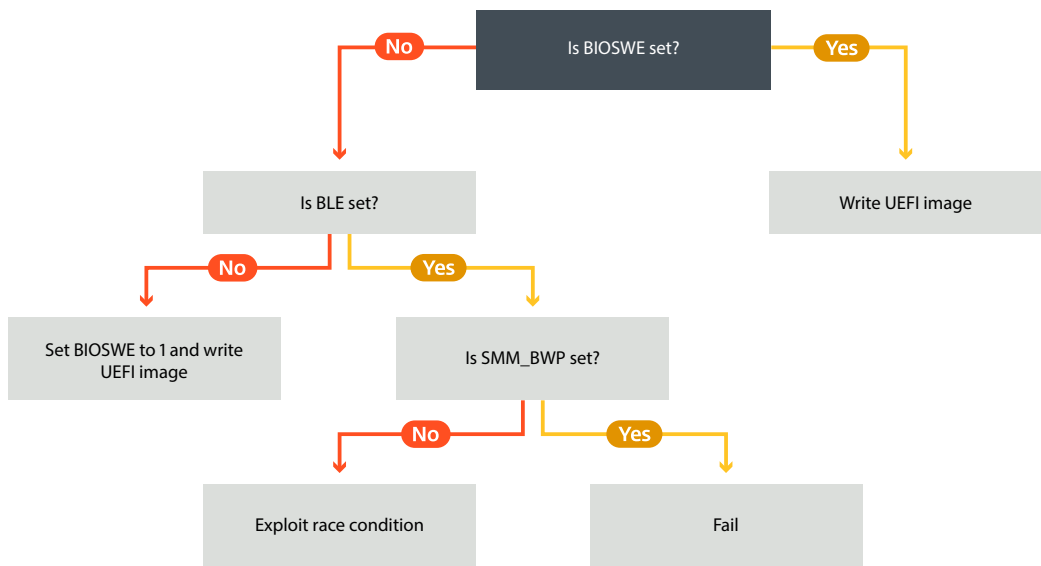 No
Is BIOSWE set?
Yes
Is BLE set?
Write UEFI image
No
Yes
Set BIOSWE to 1 and write
UEFI image
Is SMM_BWP set?
No
Yes
Exploit race condition
Fail